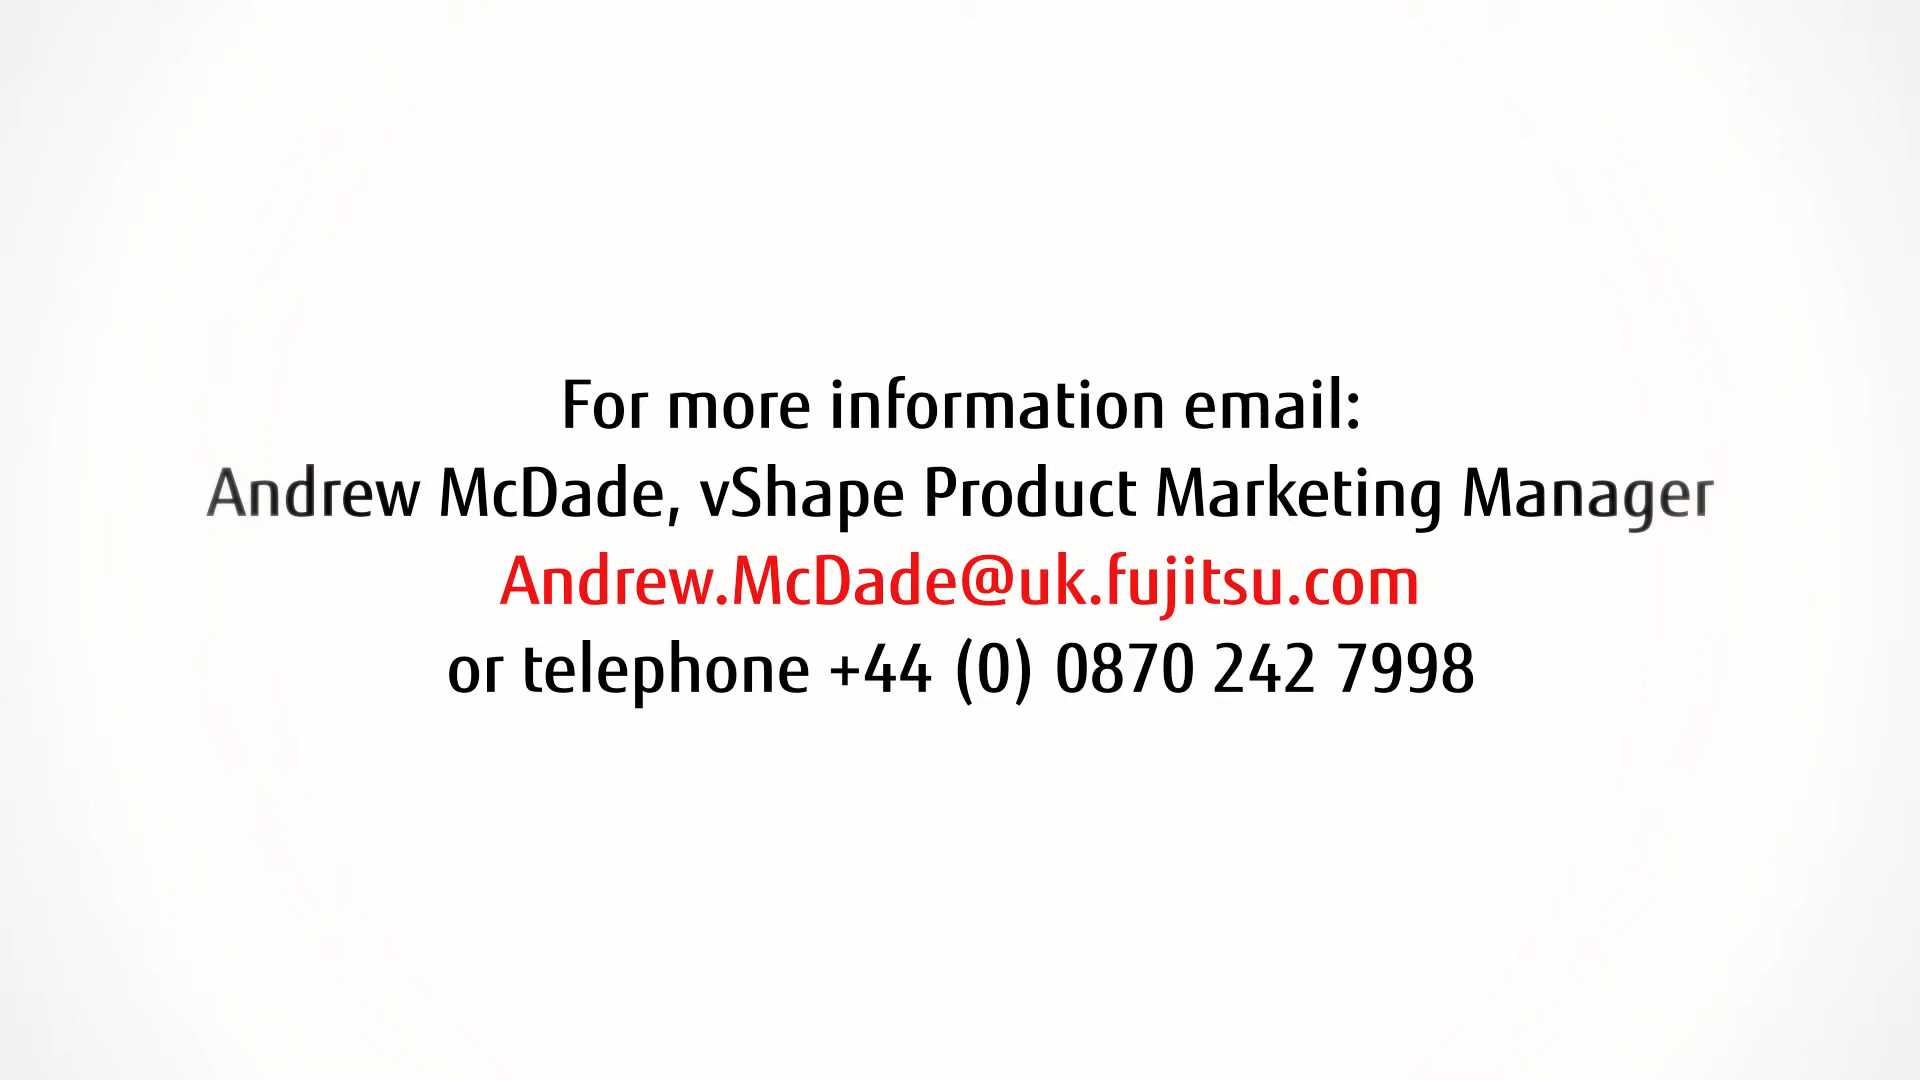 For more information email:
Andrew McDade, vShape Product Marketing Manager
Andrew.McDade@uk.fujitsu.com
or telephone +44 (0) 0870 242 7998